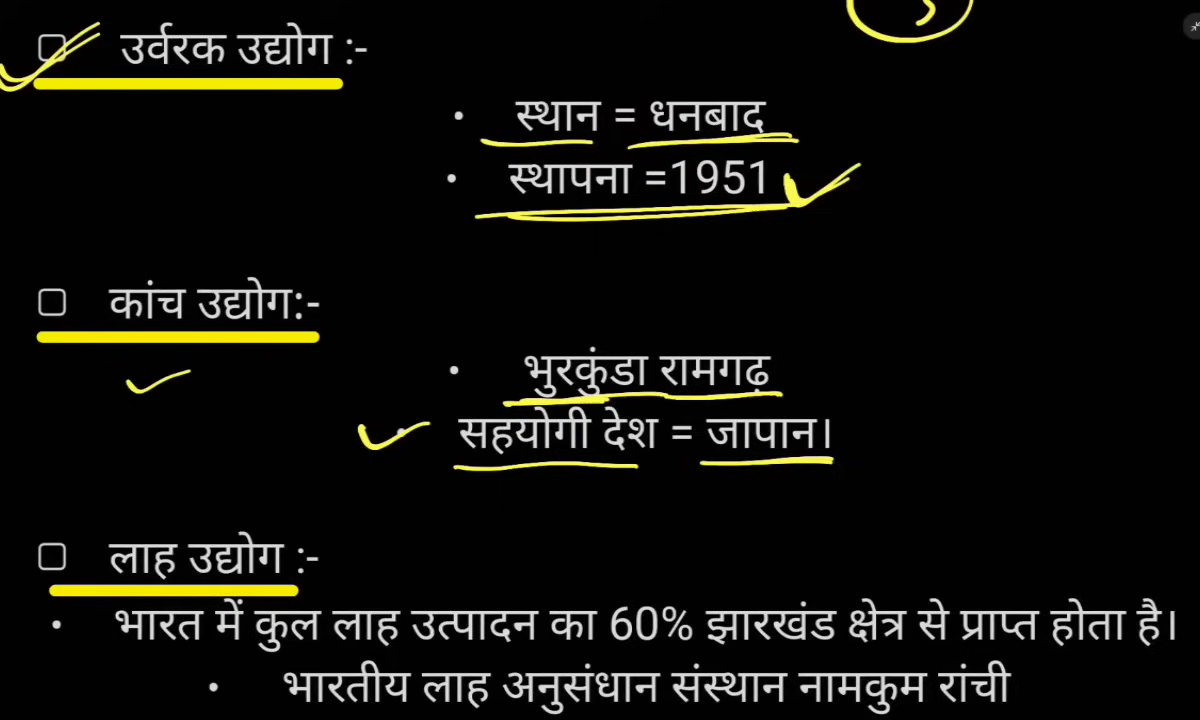 □ उर्वरक उद्योग :-
• स्थान = धनबाद
• स्थापना =1951
□ कांच उद्योग:-
• भुरकुंडा रामगढ़
• सहयोगी देश = जापान।
□ लाह उद्योग :-
• भारत में कुल लाह उत्पादन का 60% झारखंड क्षेत्र से प्राप्त होता है।
• भारतीय लाह अनुसंधान संस्थान नामकुम रांची